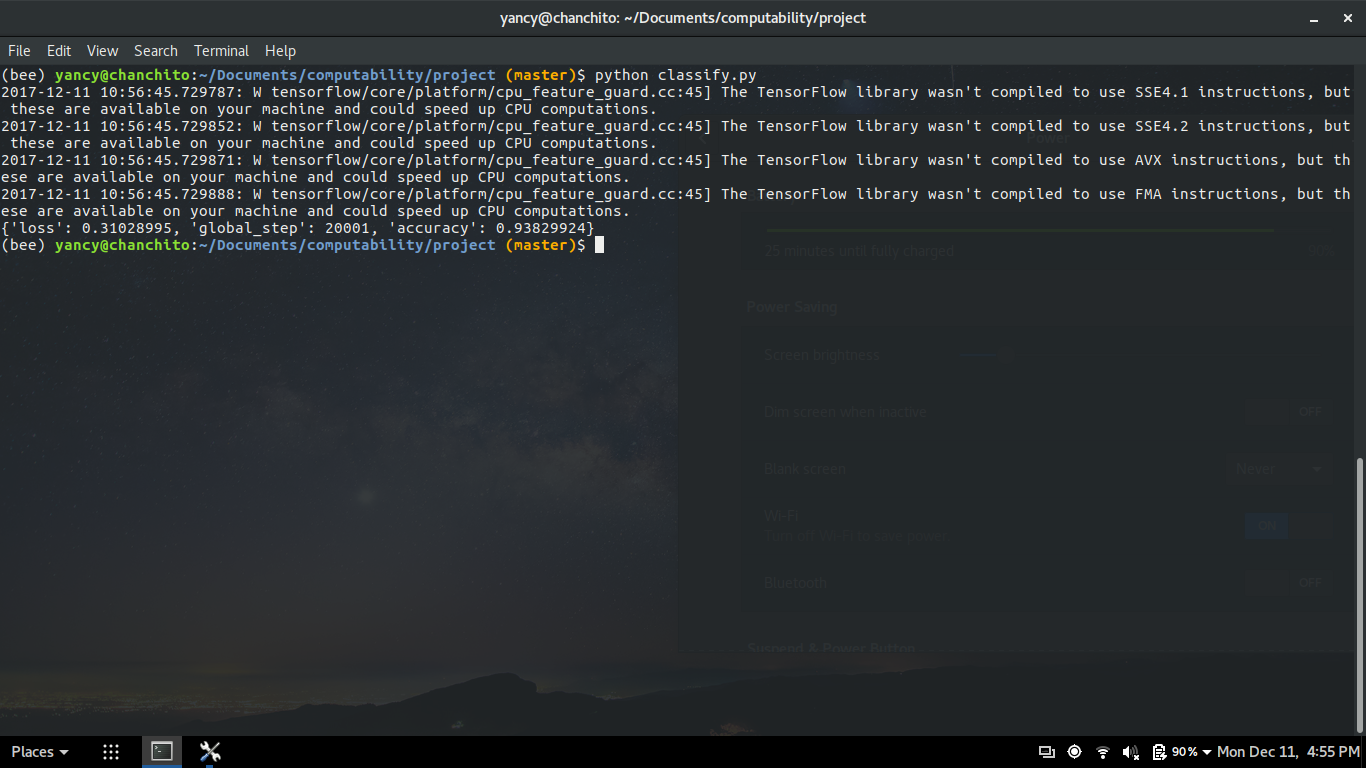 yancy@chanchito: ~/Documents/computability/project
File Edit View Search Terminal Help
(bee) yancy@chanchito:~/Documents/computability/project (master)$ python classify.py
2017-12-11 10:56:45.729787: W tensorflow/core/platform/cpu_feature_guard.cc:45] The TensorFlow library wasn't compiled to use SSE4.1 instructions, but
these are available on your machine and could speed up CPU computations.
2017-12-11 10:56:45.729852: W tensorflow/core/platform/cpu_feature_guard.cc:45] The TensorFlow library wasn't compiled to use SSE4.2 instructions, but
these are available on your machine and could speed up CPU computations.
2017-12-11 10:56:45.729871: W tensorflow/core/platform/cpu_feature_guard.cc:45] The TensorFlow library wasn't compiled to use AVX instructions, but th
ese are available on your machine and could speed up CPU computations.
2017-12-11 10:56:45.729888: W tensorflow/core/platform/cpu_feature_guard.cc:45] The TensorFlow library wasn't compiled to use FMA instructions, but th
ese are available on your machine and could speed up CPU computations.
{'loss': 0.31028995, 'global_step': 20001, 'accuracy': 0.93829924}
(bee) yancy@chanchito:~/Documents/computability/project (master)$
Power
25 minutes until fully charged 90%
Power Saving
Screen brightness
Dim screen when inactive OFF
Blank screen Never
Wi-Fi ON
Turn off Wi-Fi to save power.
Bluetooth OFF
Suspend & Power Button
Places 90% Mon Dec 11, 4:55 PM